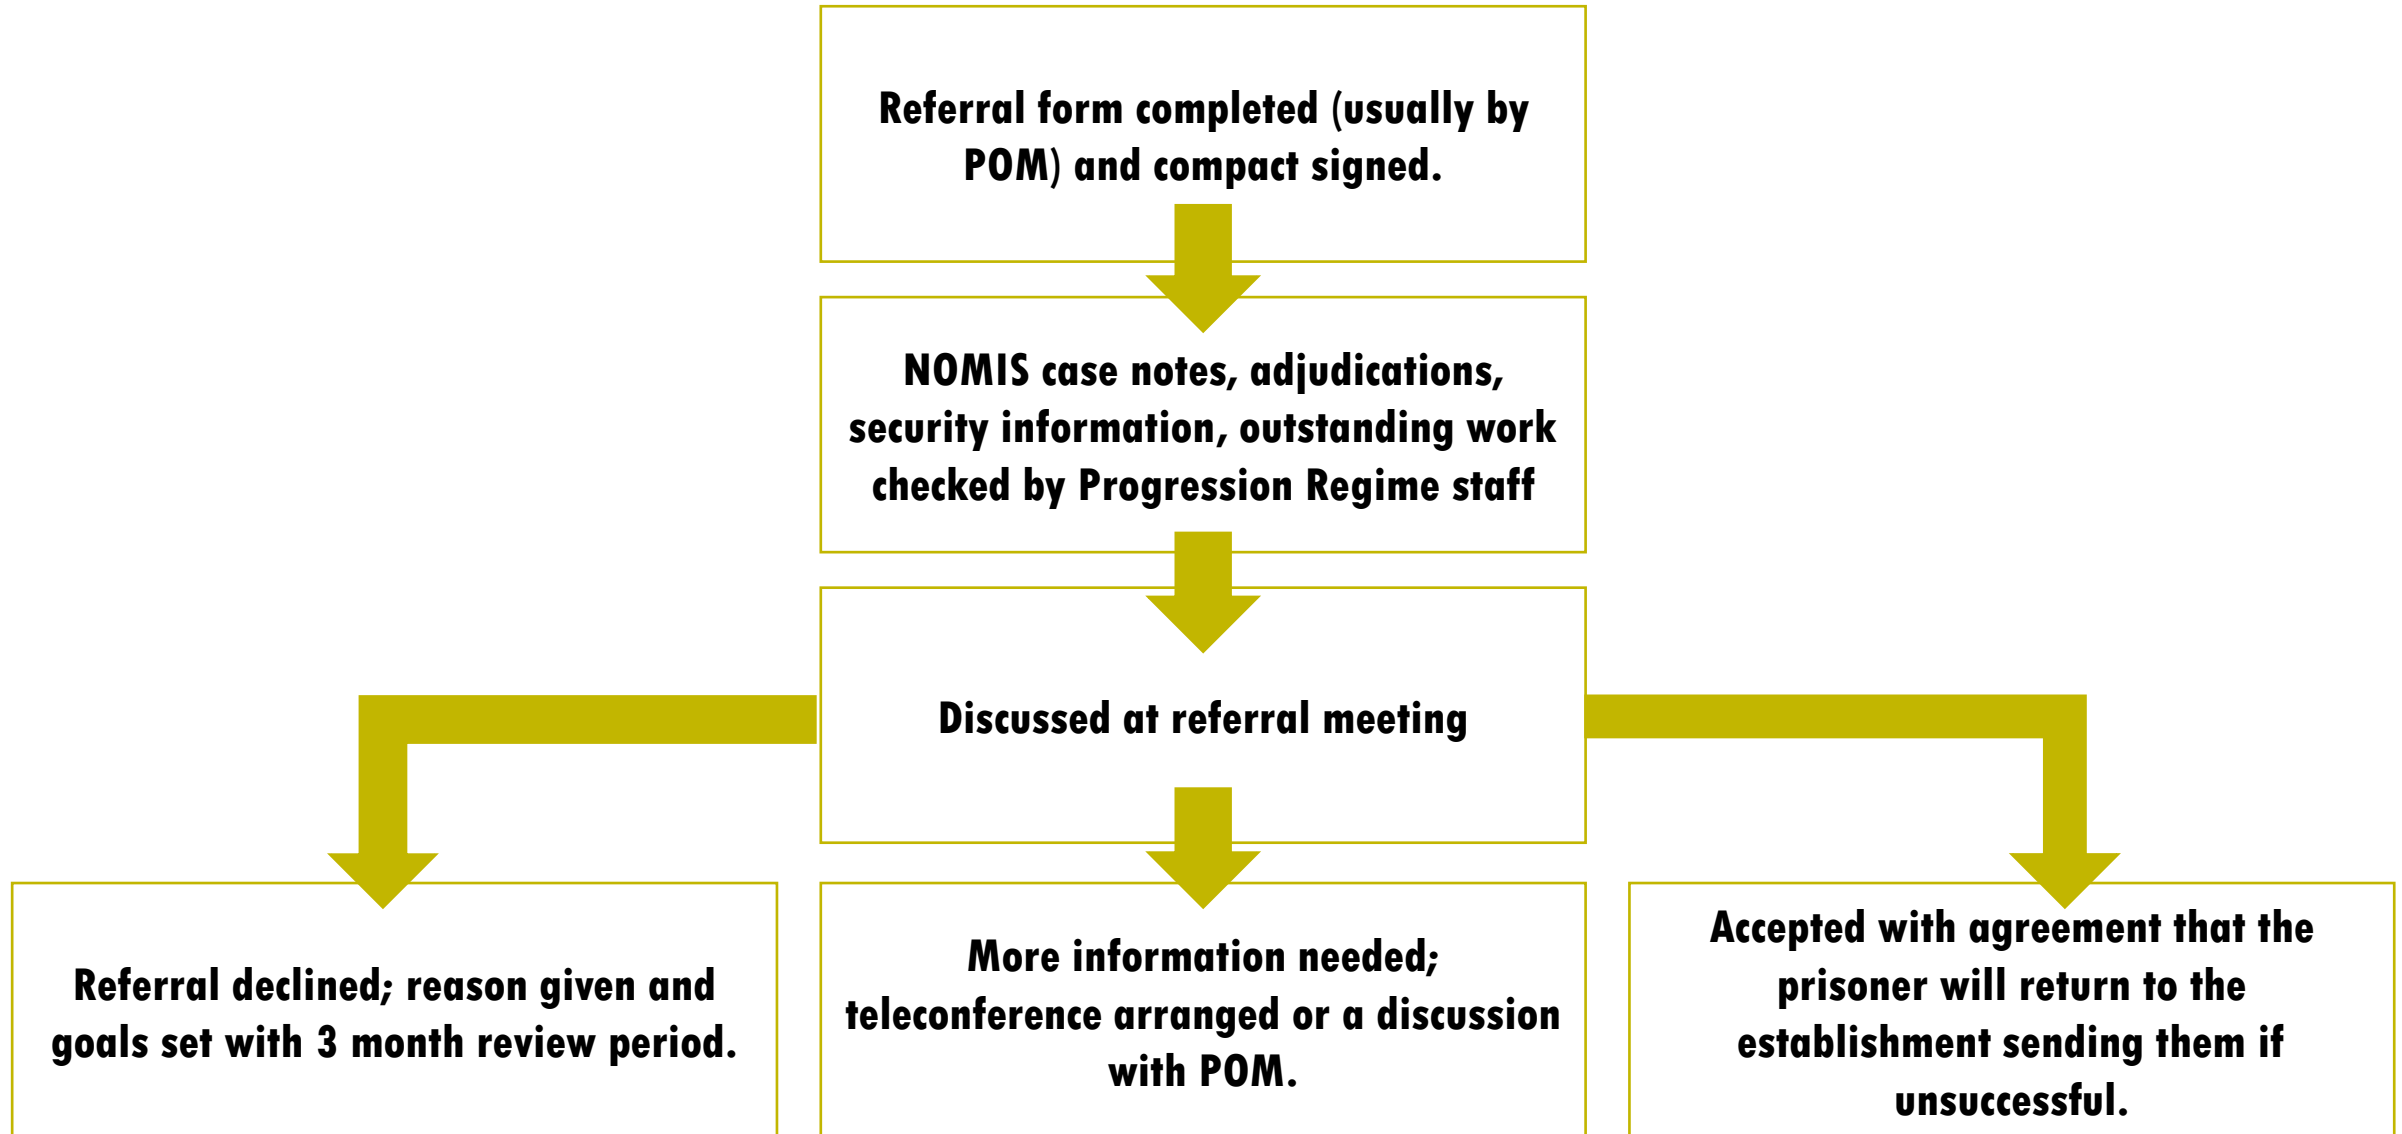 Referral form completed (usually by
POM) and compact signed.
NOMIS case notes, adjudications,
security information, outstanding work
checked by Progression Regime staff
Discussed at referral meeting
Referral declined; reason given and
goals set with 3 month review period.
More information needed;
teleconference arranged or a discussion
with POM.
Accepted with agreement that the
prisoner will return to the
establishment sending them if
unsuccessful.